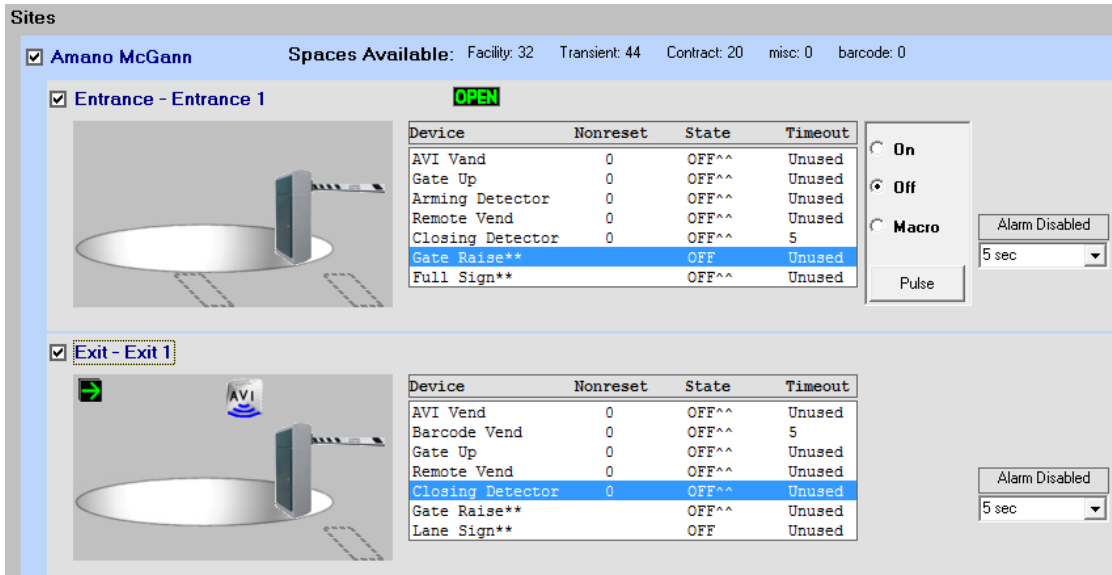 Sites
Amano McGann Spaces Available: Facility: 32 Transient: 44 Contract: 20 misc: 0 barcode: 0
Entrance - Entrance 1 OPEN
Device Nonreset State Timeout
AVI Vand 0 OFF^^ Unused
Gate Up 0 OFF^^ Unused
Arming Detector 0 OFF^^ Unused
Remote Vend 0 OFF^^ Unused
Closing Detector 0 OFF^^ 5
Gate Raise** OFF Unused
Full Sign** OFF^^ Unused
On
Off
Macro
Pulse
Alarm Disabled
5 sec
Exit - Exit 1
AVI
Device Nonreset State Timeout
AVI Vend 0 OFF^^ Unused
Barcode Vend 0 OFF^^ 5
Gate Up 0 OFF^^ Unused
Remote Vend 0 OFF^^ Unused
Closing Detector 0 OFF^^ Unused
Gate Raise** OFF^^ Unused
Lane Sign** OFF Unused
Alarm Disabled
5 sec